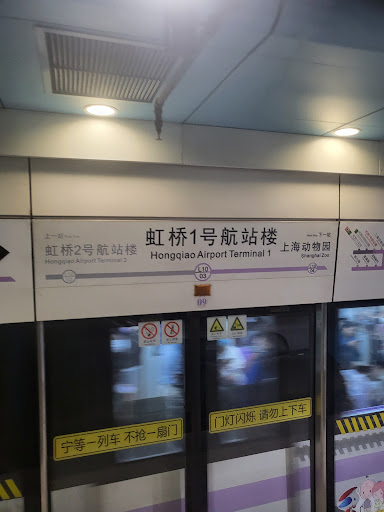 上一站
虹桥2号航站楼
Hongqiao Airport Terminal 2
虹桥1号航站楼
Hongqiao Airport Terminal 1
L10
03
下一站
上海动物园
Shanghai Zoo
09
宁等一列车 不抢一扇门
门灯闪烁 请勿上下车